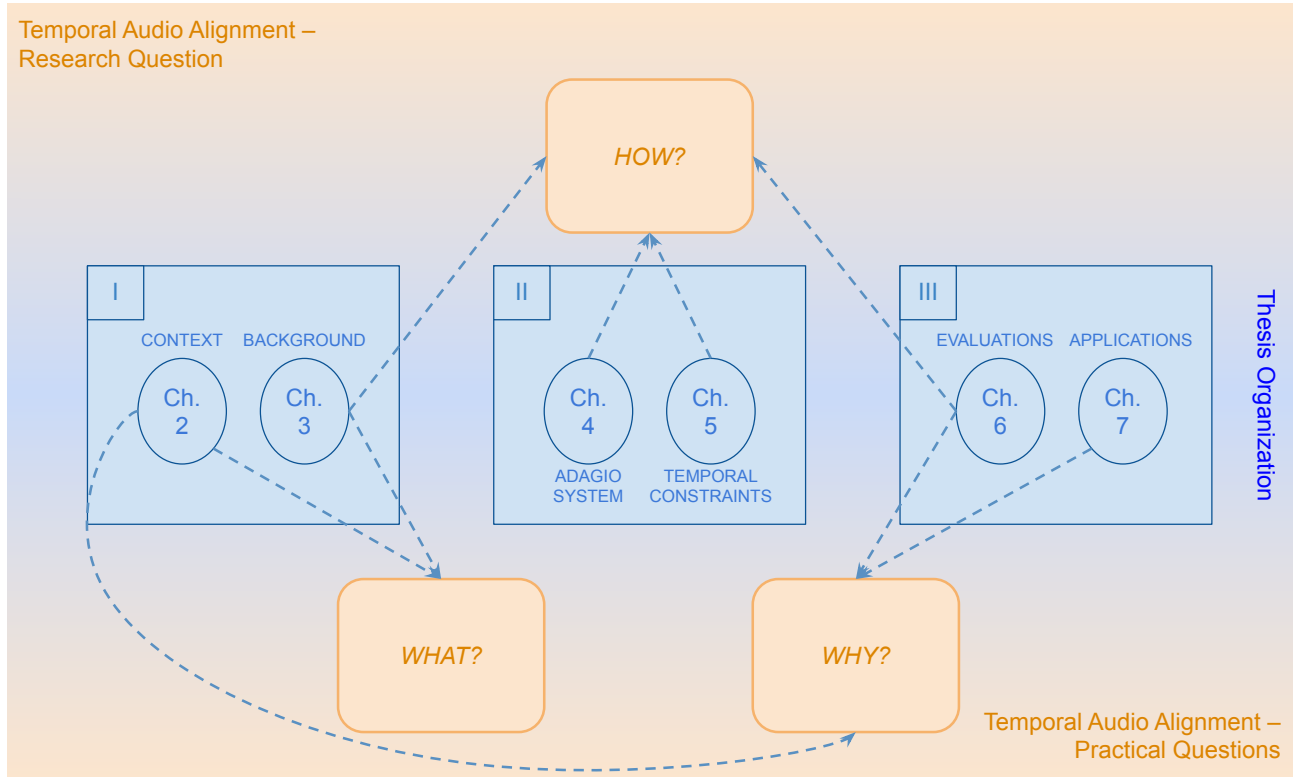 Temporal Audio Alignment –
Research Question
HOW?
I
CONTEXT
BACKGROUND
Ch.
2
Ch.
3
II
Ch.
4
Ch.
5
ADAGIO
SYSTEM
TEMPORAL
CONSTRAINTS
III
EVALUATIONS
APPLICATIONS
Ch.
6
Ch.
7
Thesis Organization
WHAT?
WHY?
Temporal Audio Alignment –
Practical Questions